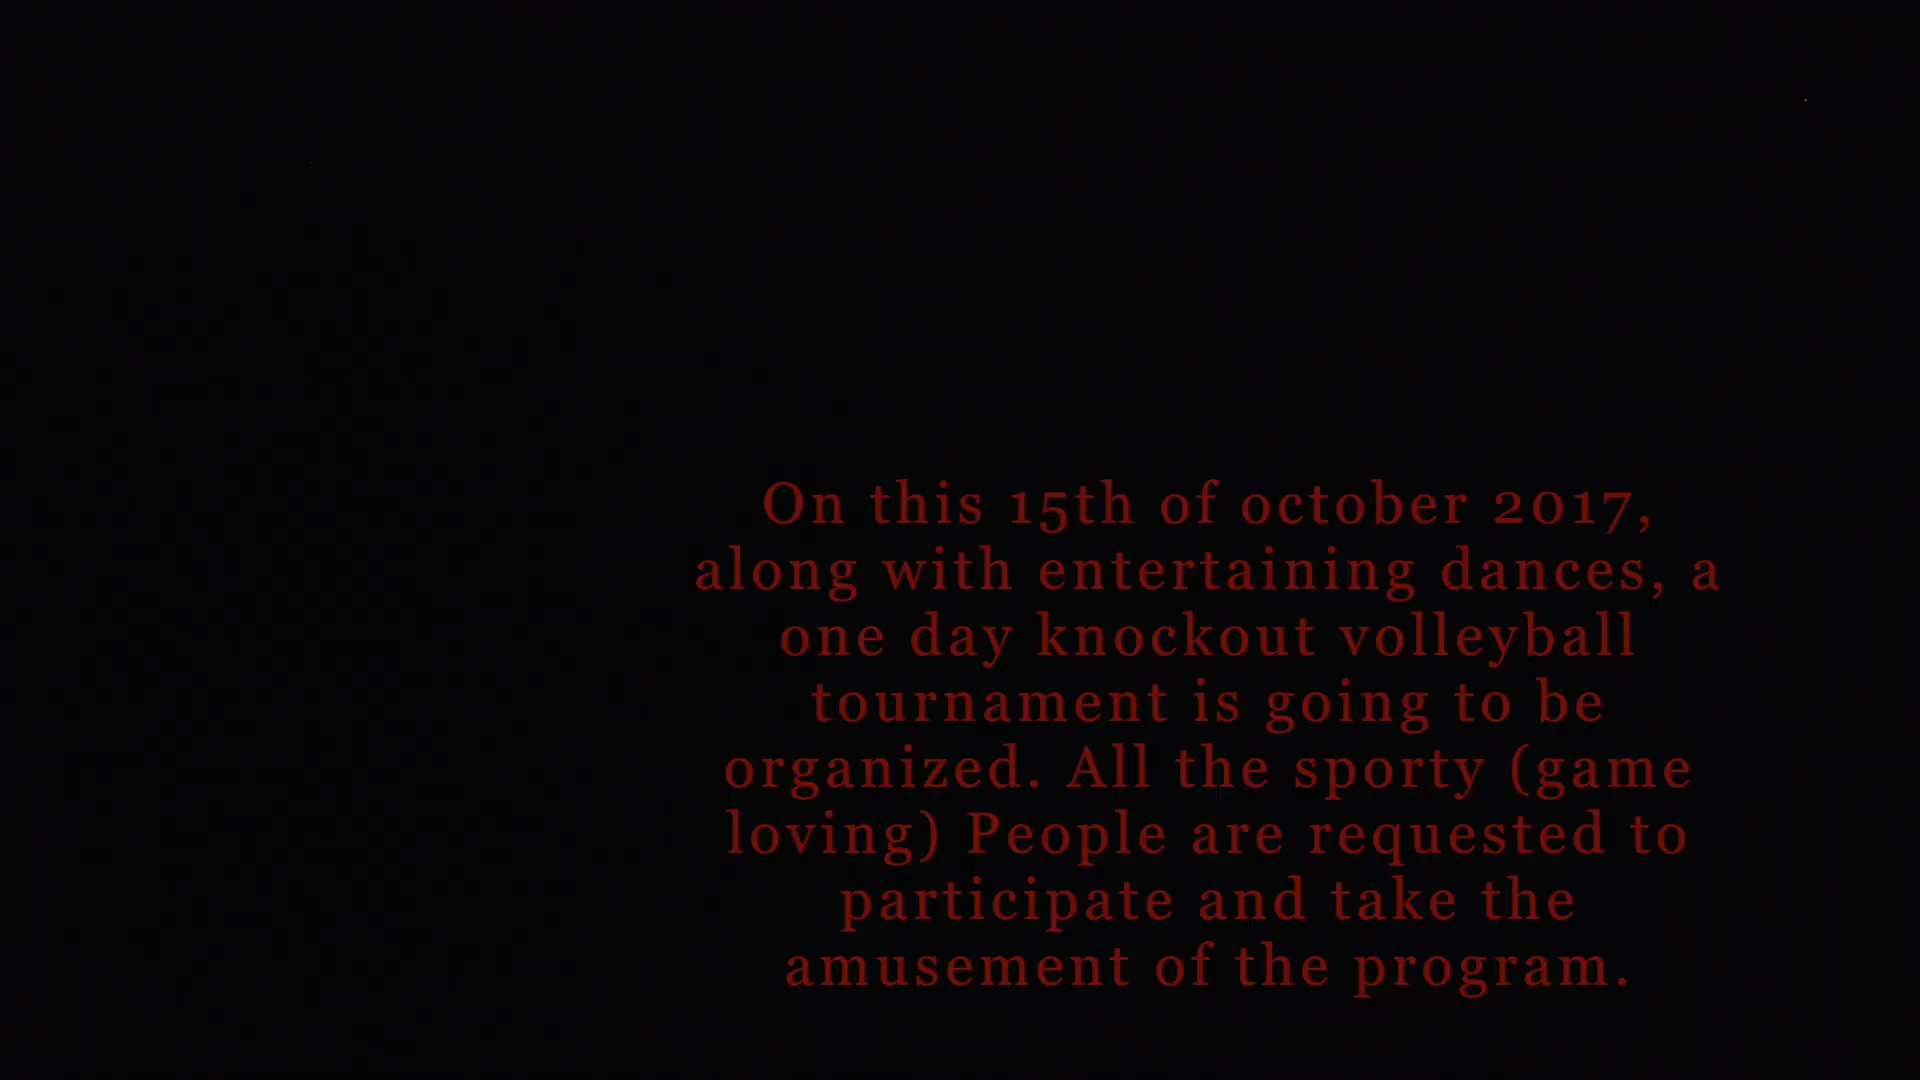 On this 15th of october 2017,
along with entertaining dances, a
one day knockout volleyball
tournament is going to be
organized. All the sporty (game
loving) People are requested to
participate and take the
amusement of the program.